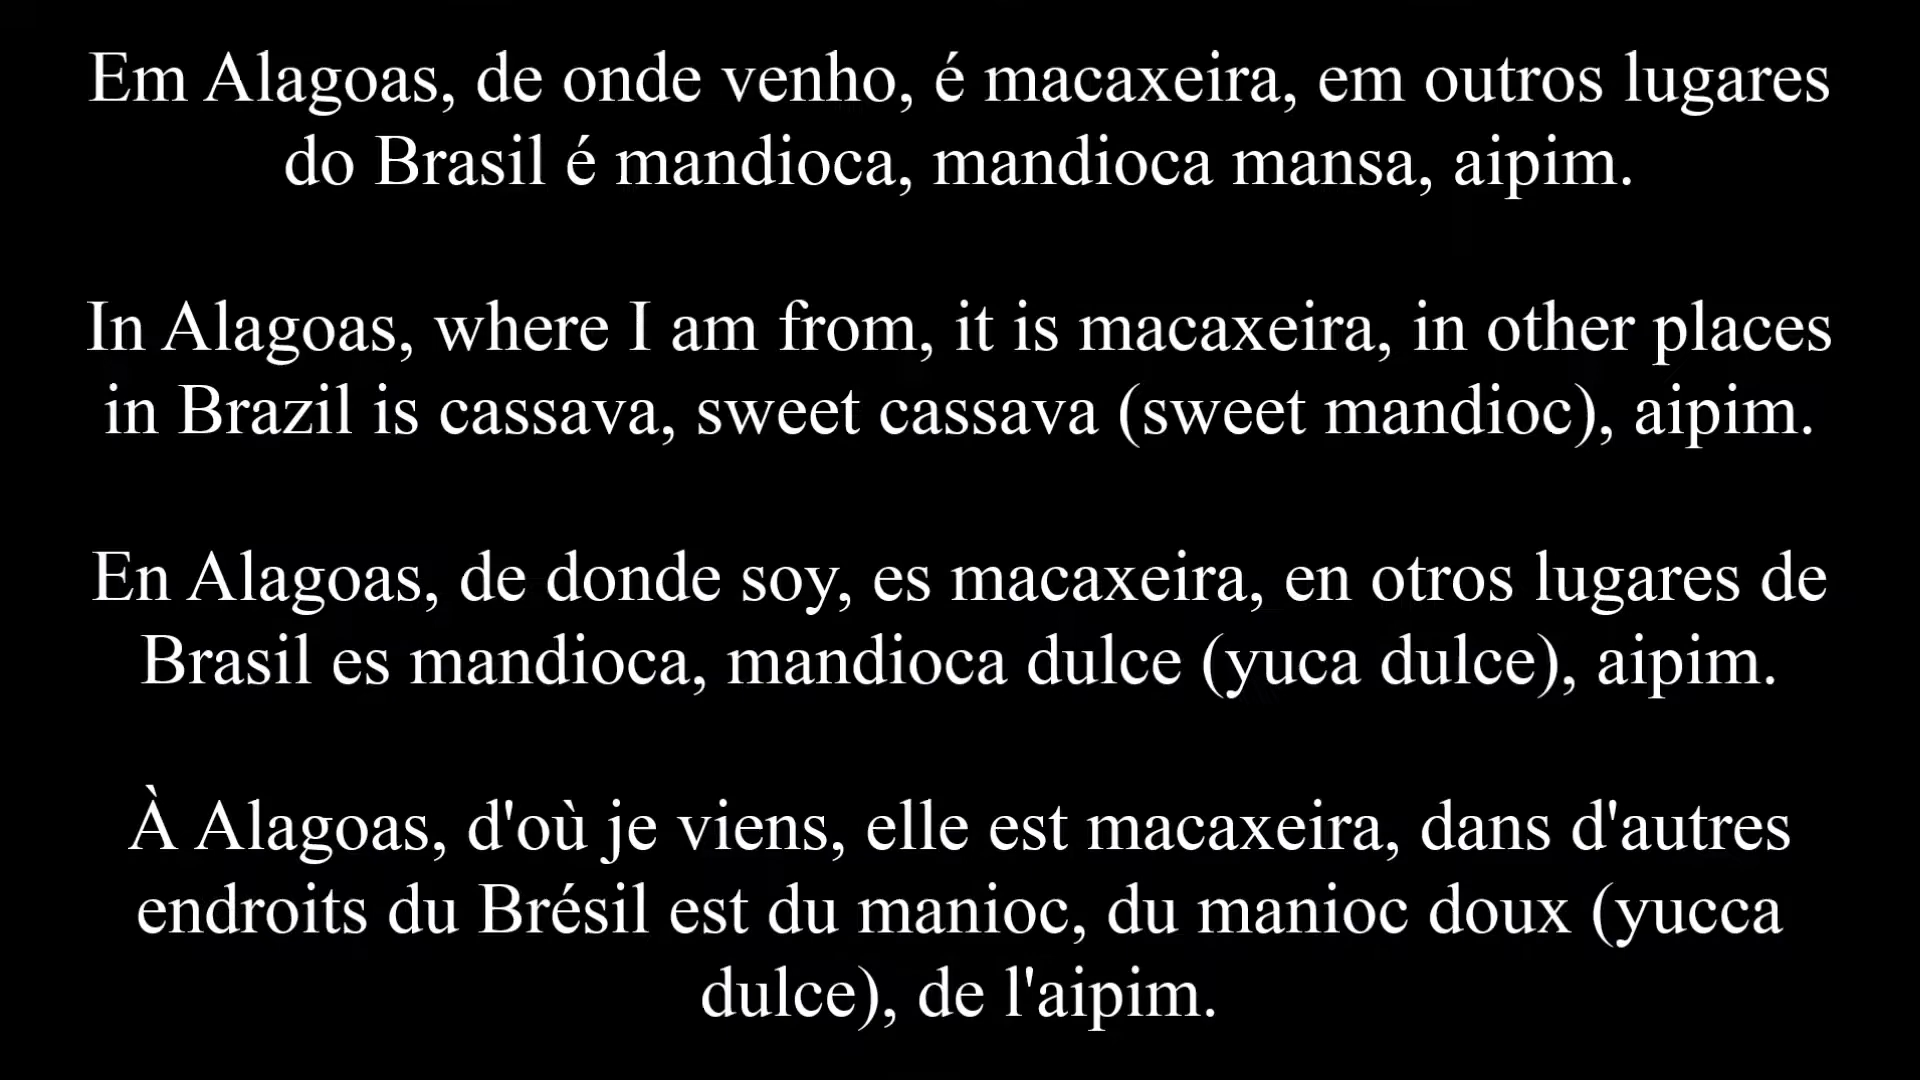 Em Alagoas, de onde venho, é macaxeira, em outros lugares
do Brasil é mandioca, mandioca mansa, aipim.
In Alagoas, where I am from, it is macaxeira, in other places
in Brazil is cassava, sweet cassava (sweet mandioc), aipim.
En Alagoas, de donde soy, es macaxeira, en otros lugares de
Brasil es mandioca, mandioca dulce (yuca dulce), aipim.
À Alagoas, d'où je viens, elle est macaxeira, dans d'autres
endroits du Brésil est du manioc, du manioc doux (yucca
dulce), de l'aipim.